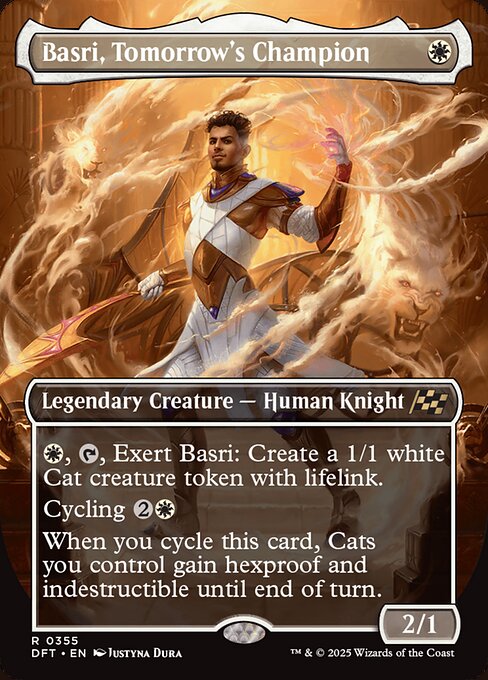 Basri, Tomorrow's Champion
Legendary Creature — Human Knight
, , Exert Basri: Create a 1/1 white
Cat creature token with lifelink.
Cycling 2
When you cycle this card, Cats
you control gain hexproof and
indestructible until end of turn.
2/1
R 0355
DFT • EN Justyna Dura
™ & © 2025 Wizards of the Coast